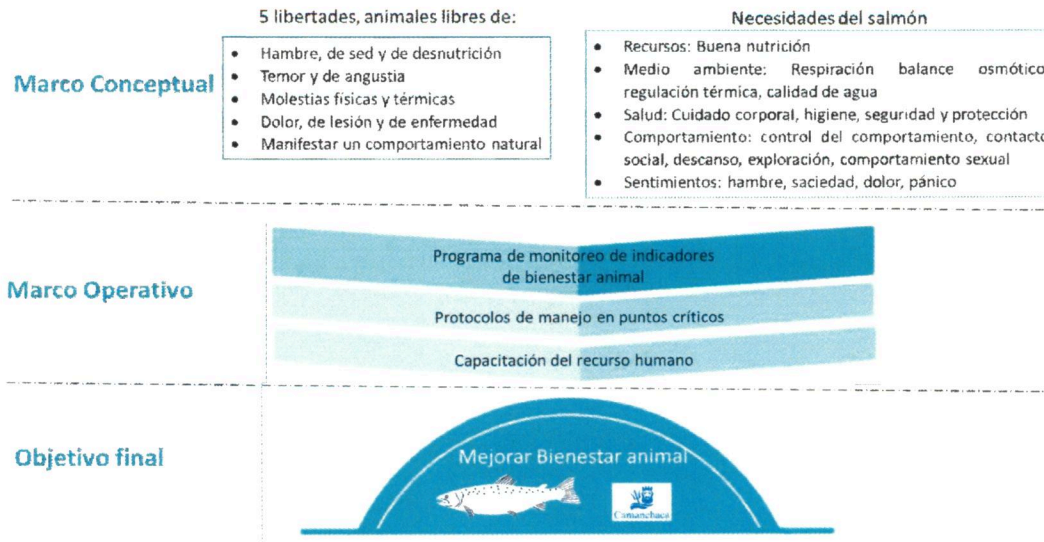 5 libertades, animales libres de:
Necesidades del salmón
Marco Conceptual
• Hambre, de sed y de desnutrición
• Temor y de angustia
• Molestias físicas y térmicas
• Dolor, de lesión y de enfermedad
• Manifestar un comportamiento natural
• Recursos: Buena nutrición
• Medio ambiente: Respiración balance osmótico
regulación térmica, calidad de agua
• Salud: Cuidado corporal, higiene, seguridad y protección
• Comportamiento: control del comportamiento, contacto
social, descanso, exploración, comportamiento sexual
• Sentimientos: hambre, saciedad, dolor, pánico
Marco Operativo
Programa de monitoreo de indicadores
de bienestar animal
Protocolos de manejo en puntos críticos
Capacitación del recurso humano
Objetivo final
Mejorar Bienestar animal
Camanchaca